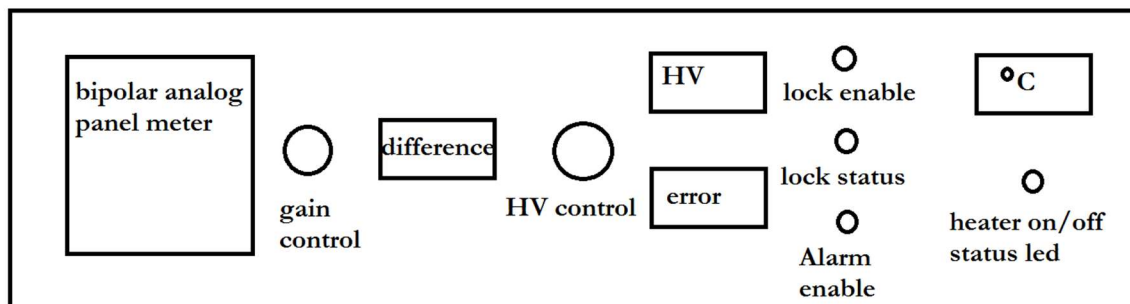 bipolar analog
panel meter
gain
control
difference
HV control
HV
error
lock enable
lock status
Alarm
enable
°C
heater on/off
status led